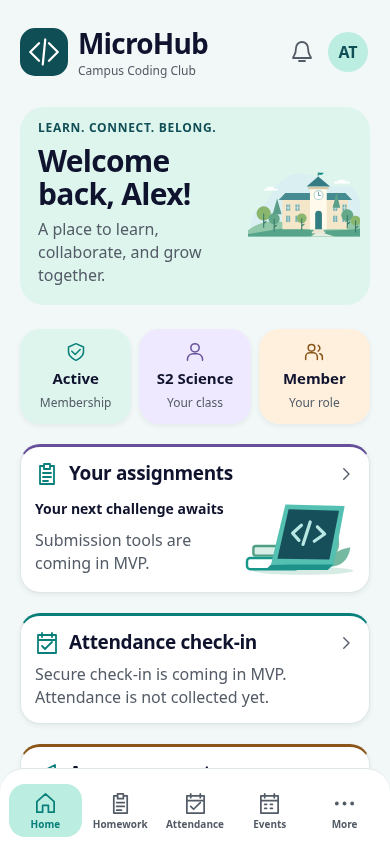 MicroHub
Campus Coding Club
AT
LEARN. CONNECT. BELONG.
Welcome
back, Alex!
A place to learn,
collaborate, and grow
together.
Active
Membership
S2 Science
Your class
Member
Your role
Your assignments
Your next challenge awaits
Submission tools are
coming in MVP.
Attendance check-in
Secure check-in is coming in MVP.
Attendance is not collected yet.
Home
Homework
Attendance
Events
More